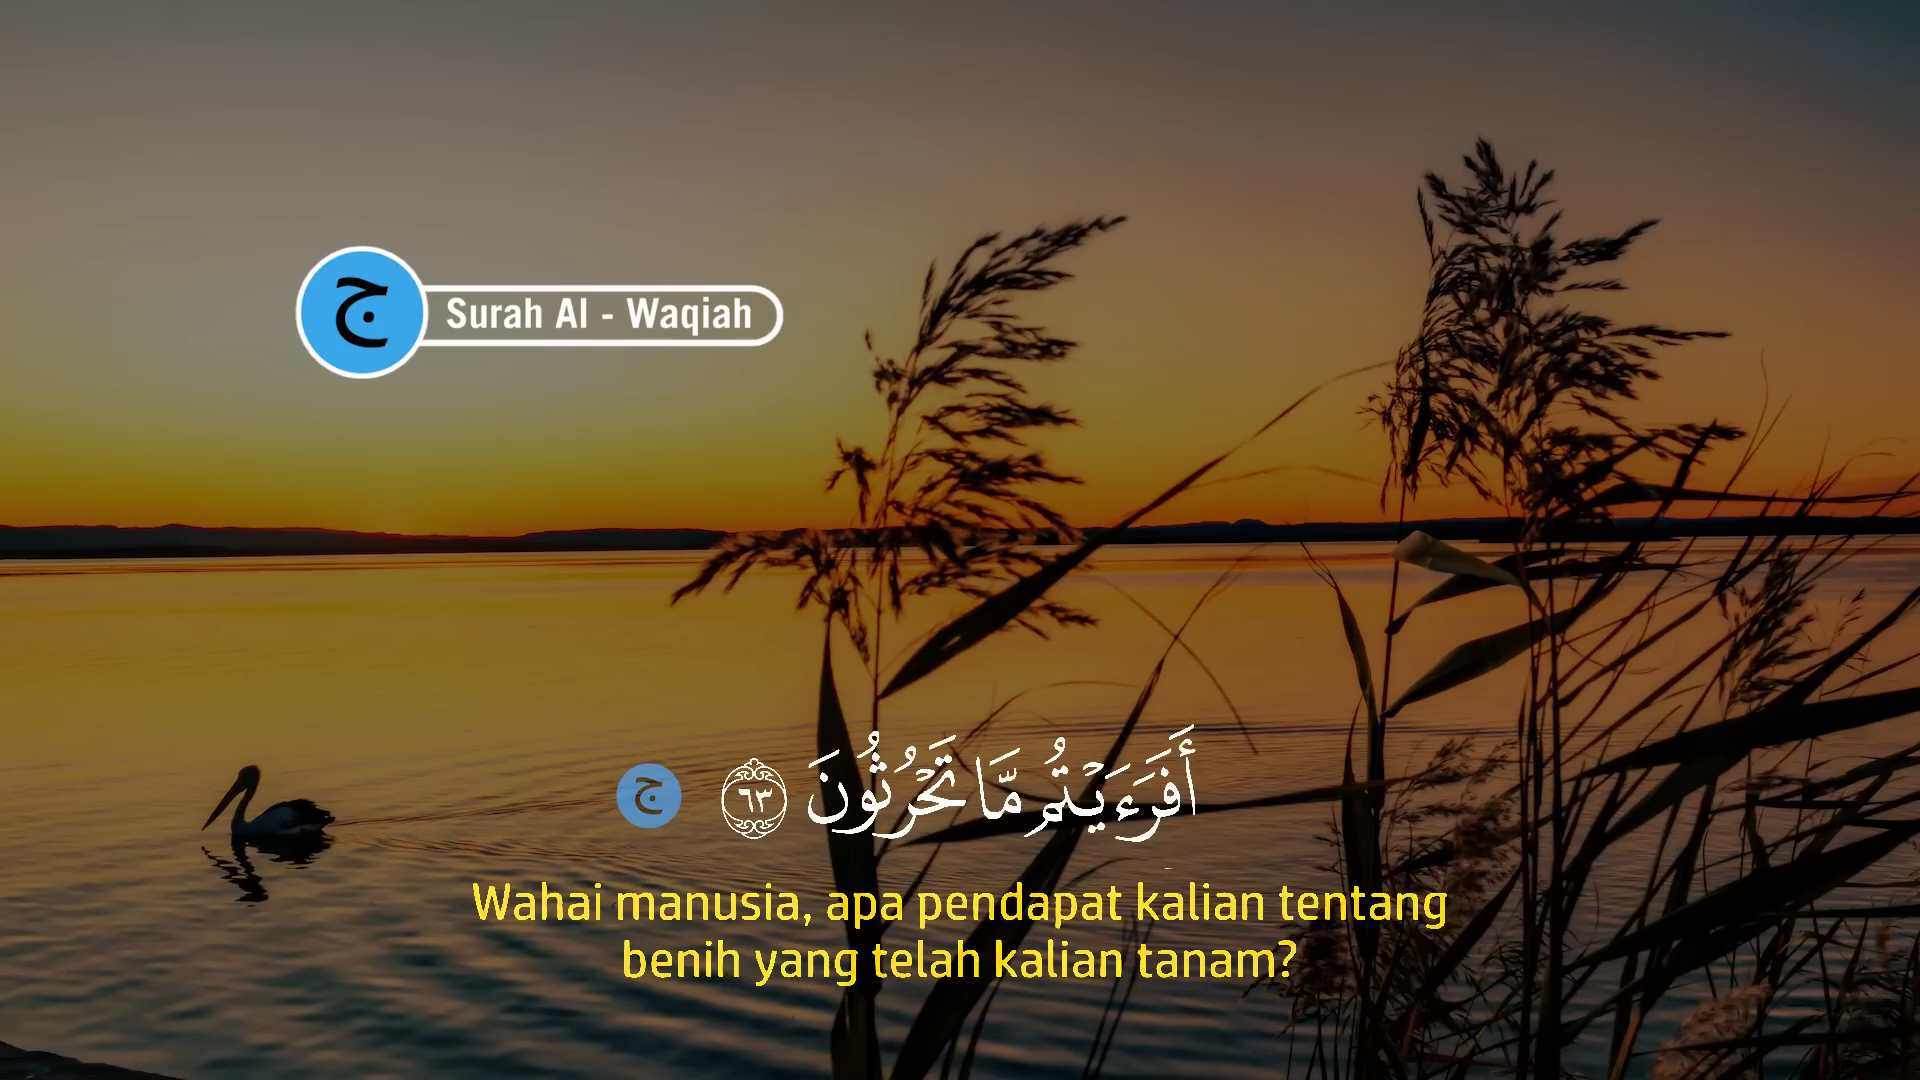 ج
Surah Al - Waqiah
أَفَرَءَيْتُم مَّا تَحْرُثُونَ ٦٣
ج
Wahai manusia, apa pendapat kalian tentang
benih yang telah kalian tanam?